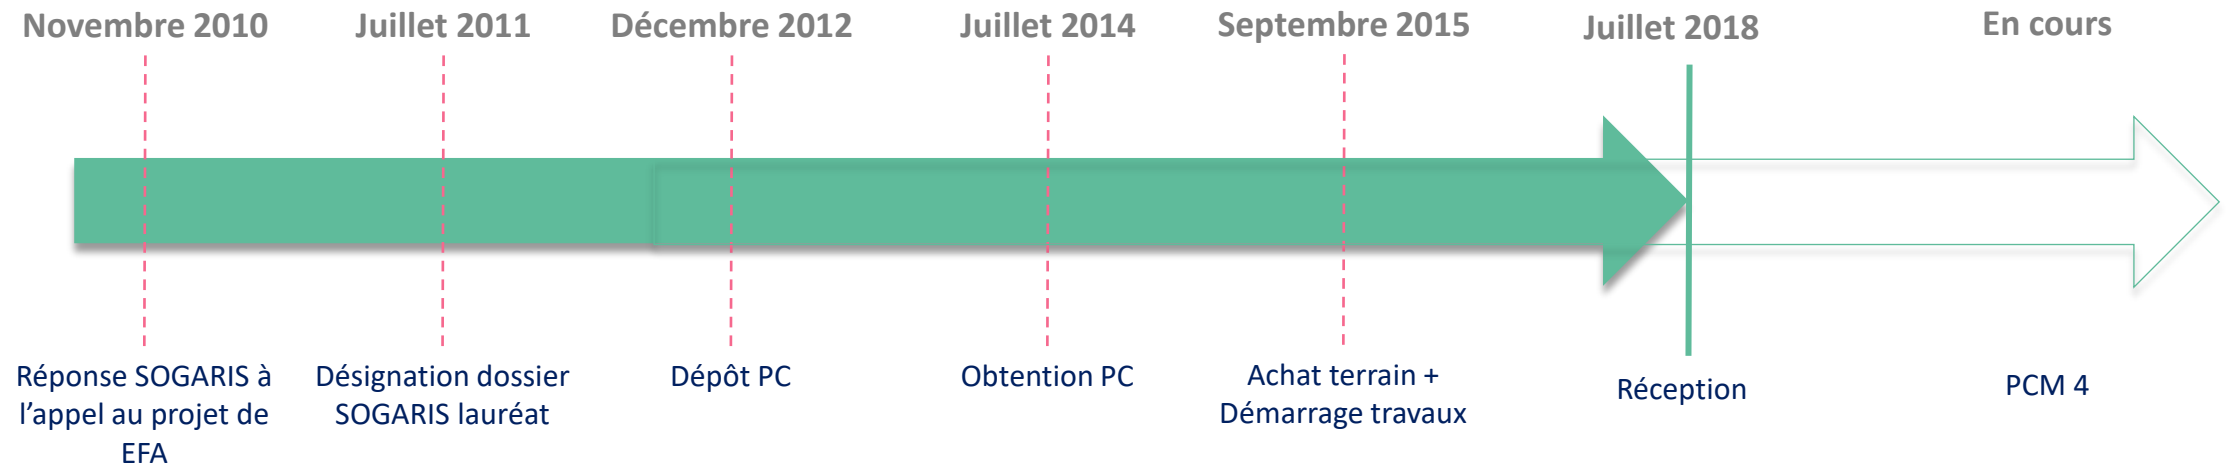 Novembre 2010
Juillet 2011
Décembre 2012
Juillet 2014
Septembre 2015
Juillet 2018
En cours
Réponse SOGARIS à
l’appel au projet de
EFA
Désignation dossier
SOGARIS lauréat
Dépôt PC
Obtention PC
Achat terrain +
Démarrage travaux
Réception
PCM 4